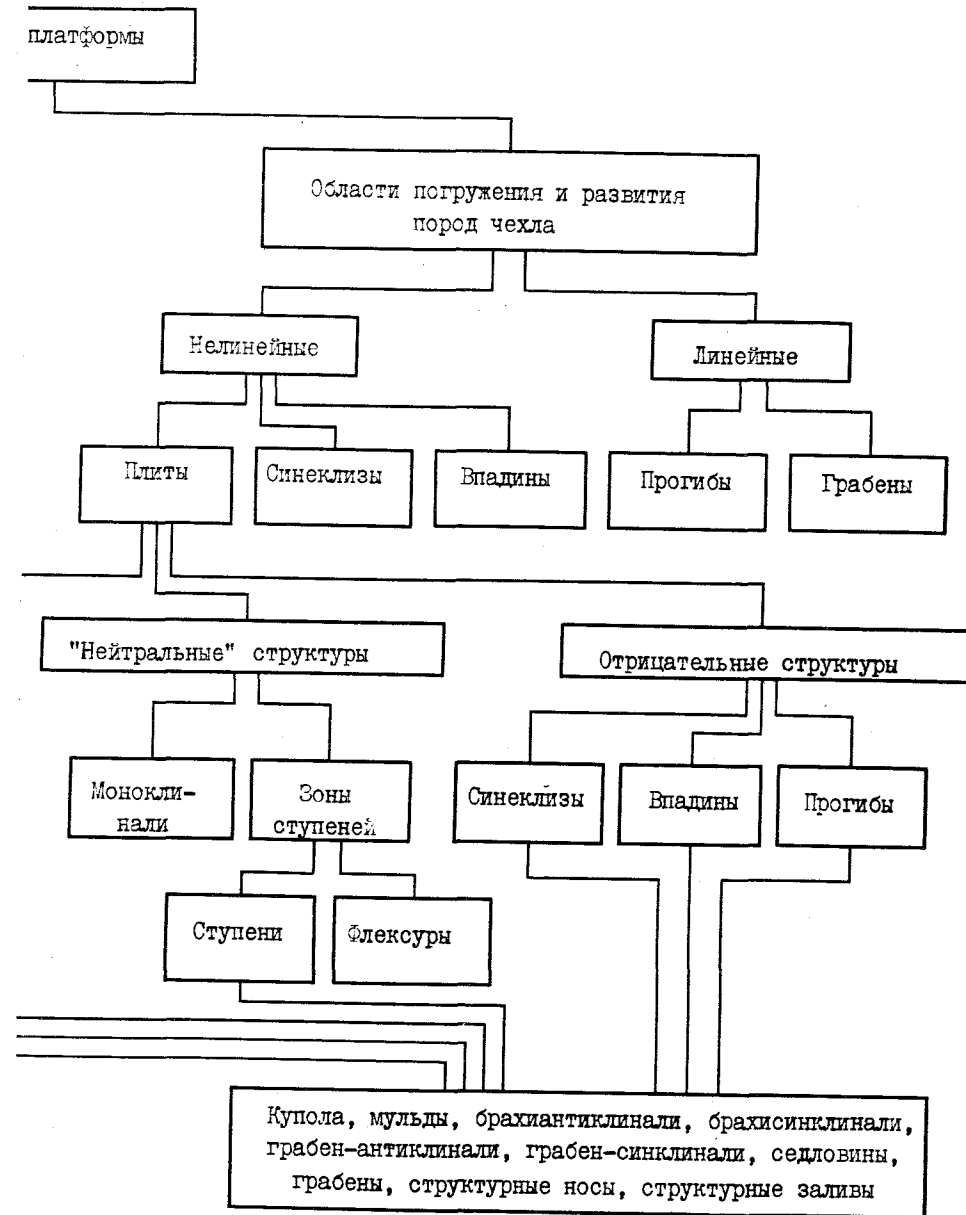 платформы
Области погружения и развития
пород чехла
Нелинейные
Линейные
Плиты
Синеклизы
Впадины
Прогибы
Грабены
"Нейтральные" структуры
Отрицательные структуры
Монокли-
нали
Зоны
ступеней
Синеклизы
Впадины
Прогибы
Ступени
Флексуры
Купола, мульды, брахиантиклинали, брахисинклинали,
грабен-антиклинали, грабен-синклинали, седловины,
грабены, структурные носы, структурные заливы